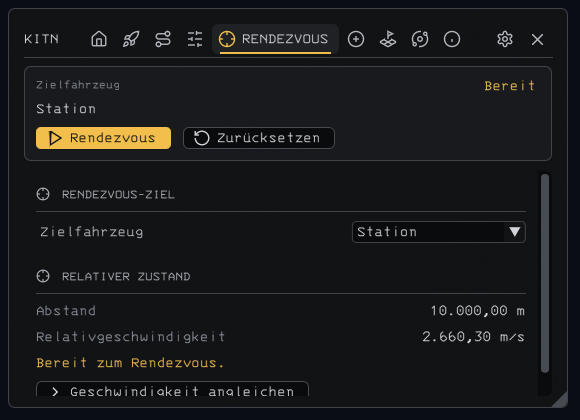 KITN RENDEZVOUS
Zielfahrzeug
Bereit
Station
Rendezvous Zurücksetzen
RENDEZVOUS-ZIEL
Zielfahrzeug Station
RELATIVER ZUSTAND
Abstand 10.000,00 m
Relativgeschwindigkeit 2.660,30 m/s
Bereit zum Rendezvous.
Geschwindigkeit angleichen